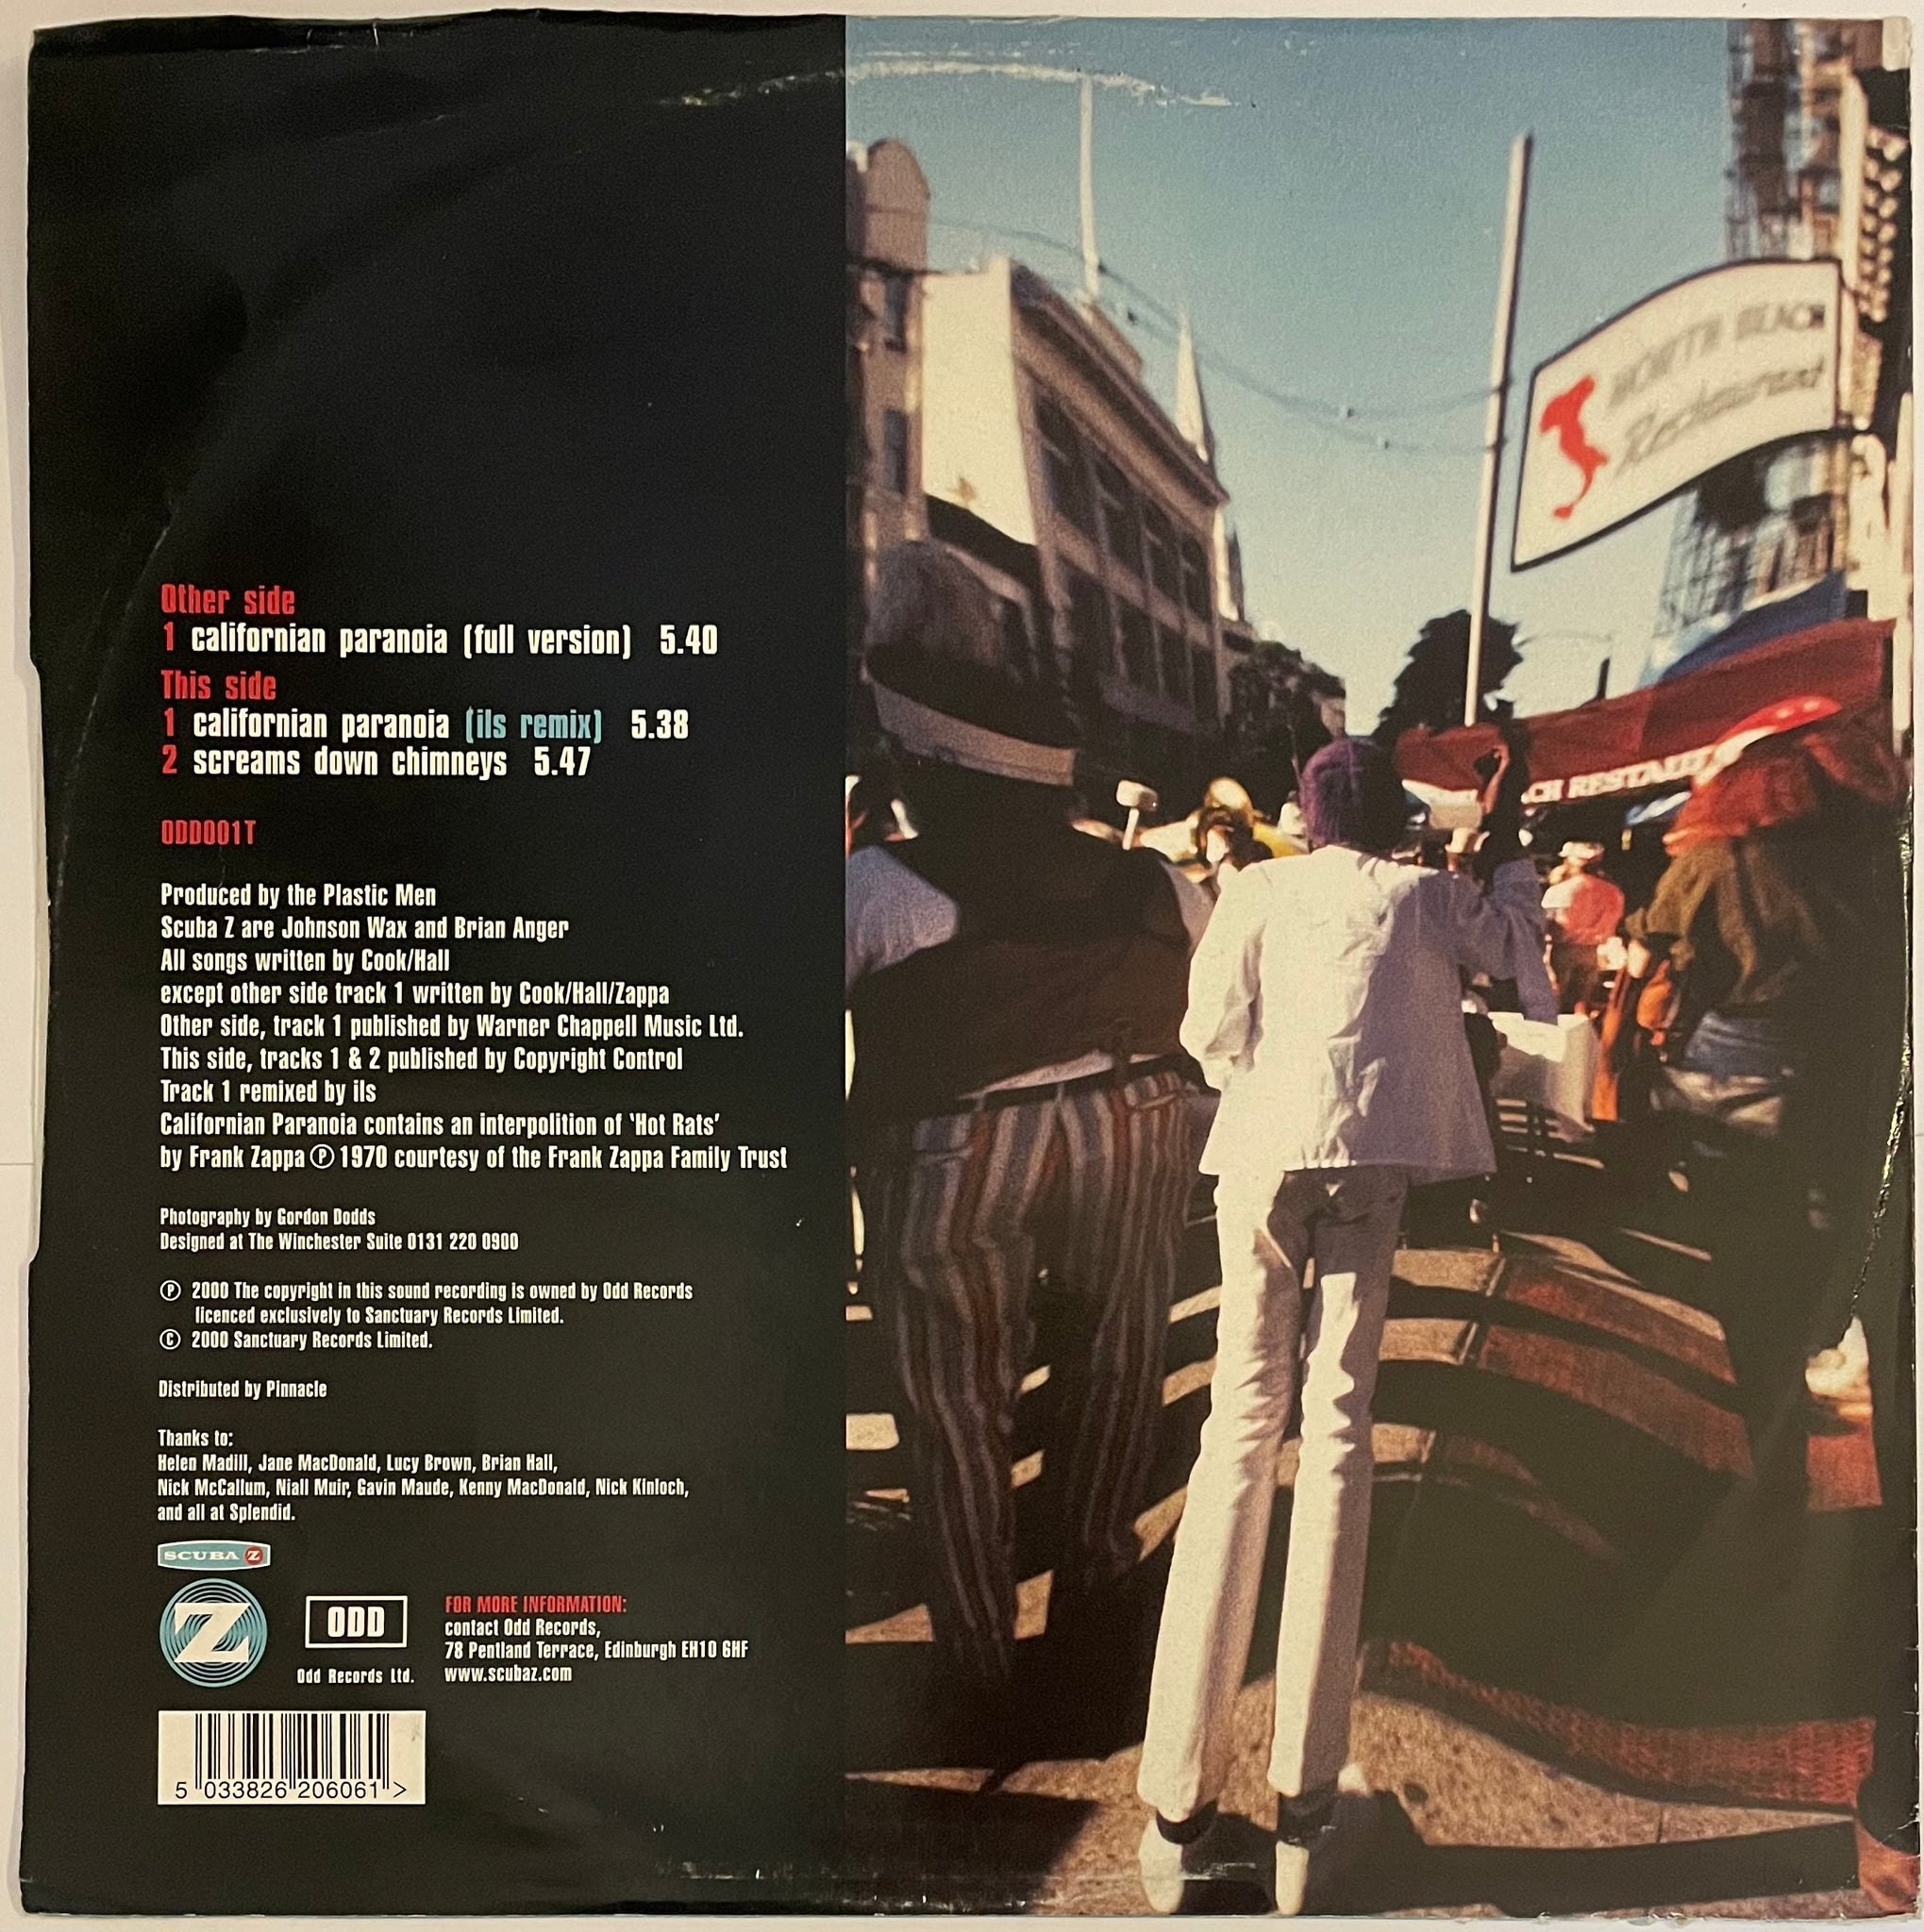 Other side
1 californian paranoia (full version) 5.40
This side
1 californian paranoia (ils remix) 5.38
2 screams down chimneys 5.47
ODD001T
Produced by the Plastic Men
Scuba Z are Johnson Wax and Brian Anger
All songs written by Cook/Hall
except other side track 1 written by Cook/Hall/Zappa
Other side, track 1 published by Warner Chappell Music Ltd.
This side, tracks 1 & 2 published by Copyright Control
Track 1 remixed by ils
Californian Paranoia contains an interpolition of ‘Hot Rats’
by Frank Zappa ℗ 1970 courtesy of the Frank Zappa Family Trust
Photography by Gordon Dodds
Designed at The Winchester Suite 0131 220 0900
℗ 2000 The copyright in this sound recording is owned by Odd Records
licenced exclusively to Sanctuary Records Limited.
© 2000 Sanctuary Records Limited.
Distributed by Pinnacle
Thanks to:
Helen Madill, Jane MacDonald, Lucy Brown, Brian Hall,
Nick McCallum, Niall Muir, Gavin Maude, Kenny MacDonald, Nick Kinloch,
and all at Splendid.
SCUBA Z
Z
ODD
Odd Records Ltd.
FOR MORE INFORMATION:
contact Odd Records,
78 Pentland Terrace, Edinburgh EH10 6HF
www.scubaz.com
5 033826 206061 >
NORTH BEACH
Restaurant
CH RESTAU